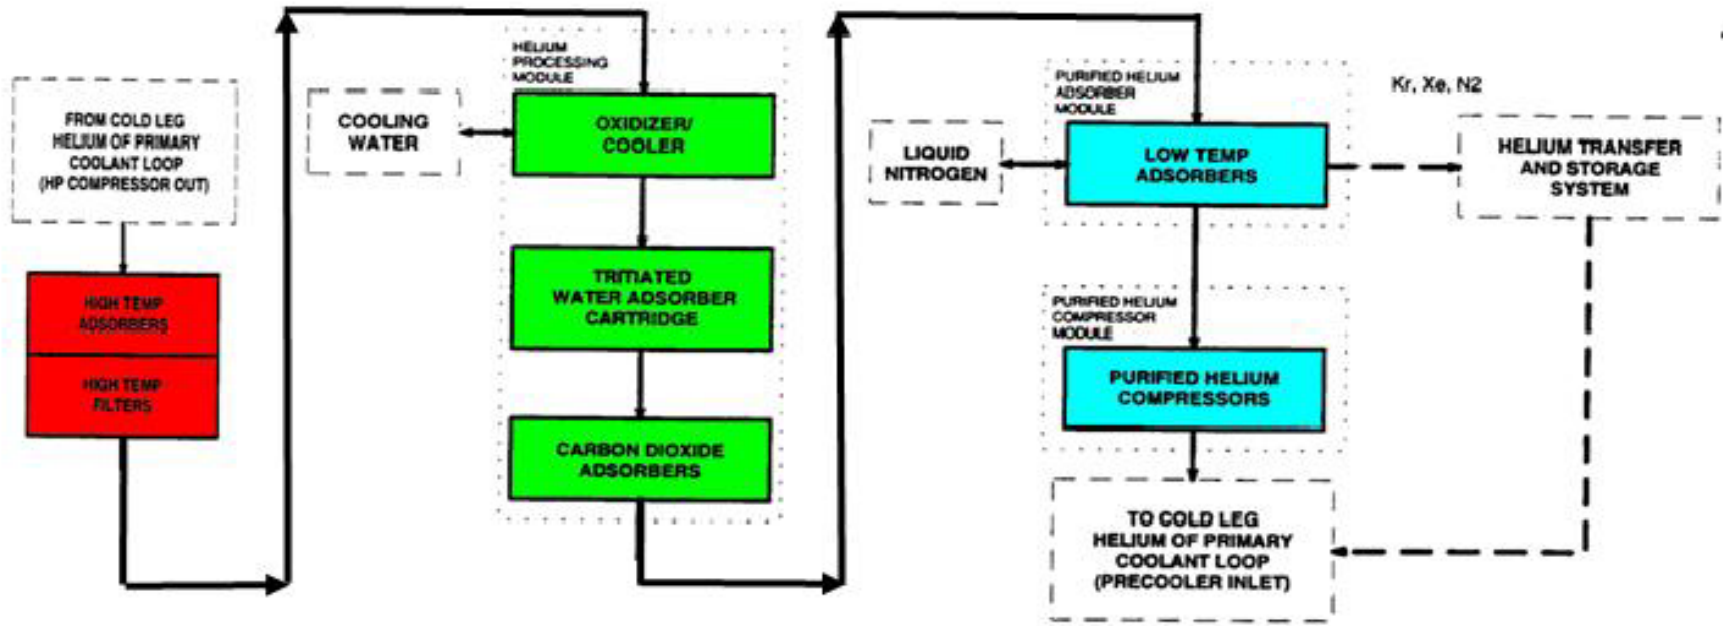 FROM COLD LEG
HELIUM OF PRIMARY
COOLANT LOOP
(HP COMPRESSOR OUT)
HIGH TEMP
ADSORBERS
HIGH TEMP
FILTERS
COOLING
WATER
HELIUM
PROCESSING
MODULE
OXIDIZER/
COOLER
TRITIATED
WATER ADSORBER
CARTRIDGE
CARBON DIOXIDE
ADSORBERS
LIQUID
NITROGEN
PURIFIED HELIUM
ADSORBER
MODULE
LOW TEMP
ADSORBERS
PURIFIED HELIUM
COMPRESSOR
MODULE
PURIFIED HELIUM
COMPRESSORS
TO COLD LEG
HELIUM OF PRIMARY
COOLANT LOOP
(PRECOOLER INLET)
Kr, Xe, N2
HELIUM TRANSFER
AND STORAGE
SYSTEM